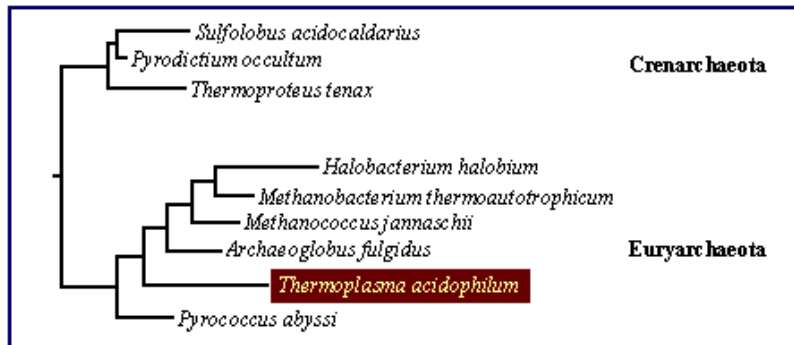 Sulfolobus acidocaldarius
Pyrodictium occultum
Crenarchaeota
Thermoproteus tenax
Halobacterium halobium
Methanobacterium thermoautotrophicum
Methanococcus jannaschii
Archaeoglobus fulgidus
Euryarchaeota
Thermoplasma acidophilum
Pyrococcus abyssi